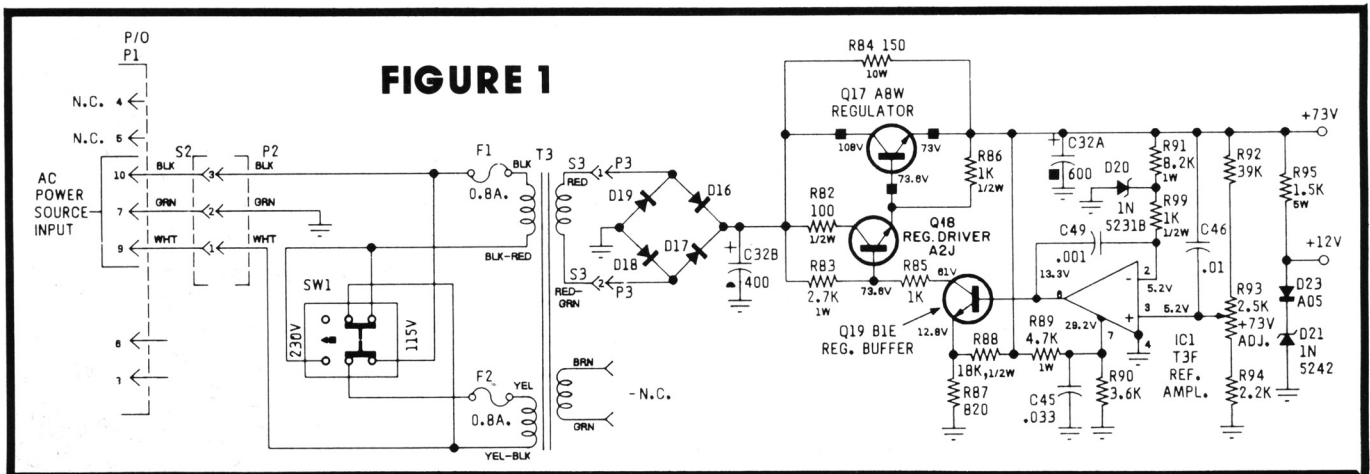 FIGURE 1
P/O
P1
N.C. 4
N.C. 5
AC
POWER
SOURCE
INPUT
10 BLK
7 GRN
9 WHT
6
S2
P2
3 BLK
2 GRN
1 WHT
SW1
230V
115V
F1
0.8A.
BLK
BLK-RED
F2
0.8A.
YEL
YEL-BLK
T3
S3
RED
1 P3
S3
RED-
GRN
2 P3
BRN
-N.C.
GRN
D19
D16
D18
D17
C32B
400
+
R84 150
10W
Q17 A8W
REGULATOR
108V
73V
73.6V
R86
1K
1/2W
R82
100
1/2W
Q48
REG.DRIVER
A2J
R83
2.7K
1W
73.6V
R85
1K
61V
12.8V
Q19 B1E
REG. BUFFER
R88
18K,1/2W
R87
820
R89
4.7K
1W
C45
.033
R90
3.6K
+
C32A
600
D20
1N
5231B
R91
8.2K
1W
R99
1K
1/2W
C49
.001
13.3V
6
2
5.2V
3
5.2V
29.2V
7
4
-
+
IC1
T3F
REF.
AMPL.
C46
.01
R92
39K
R93
2.5K
+73V
ADJ.
R94
2.2K
R95
1.5K
5W
+73V
+12V
D23
A05
D21
1N
5242